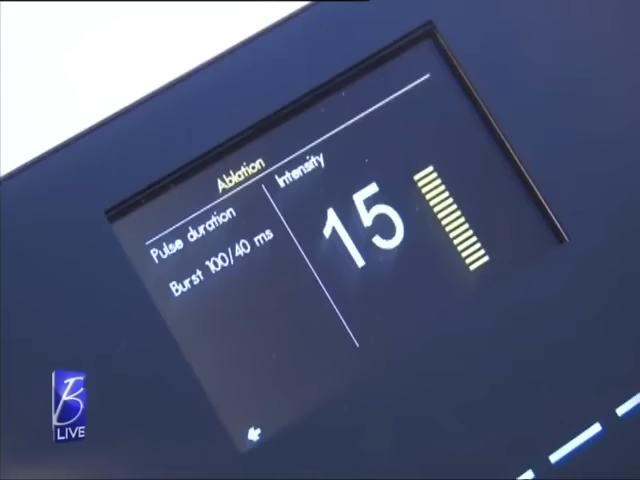 Ablation
Pulse duration
Burst 100/40 ms
Intensity
15
B
LIVE